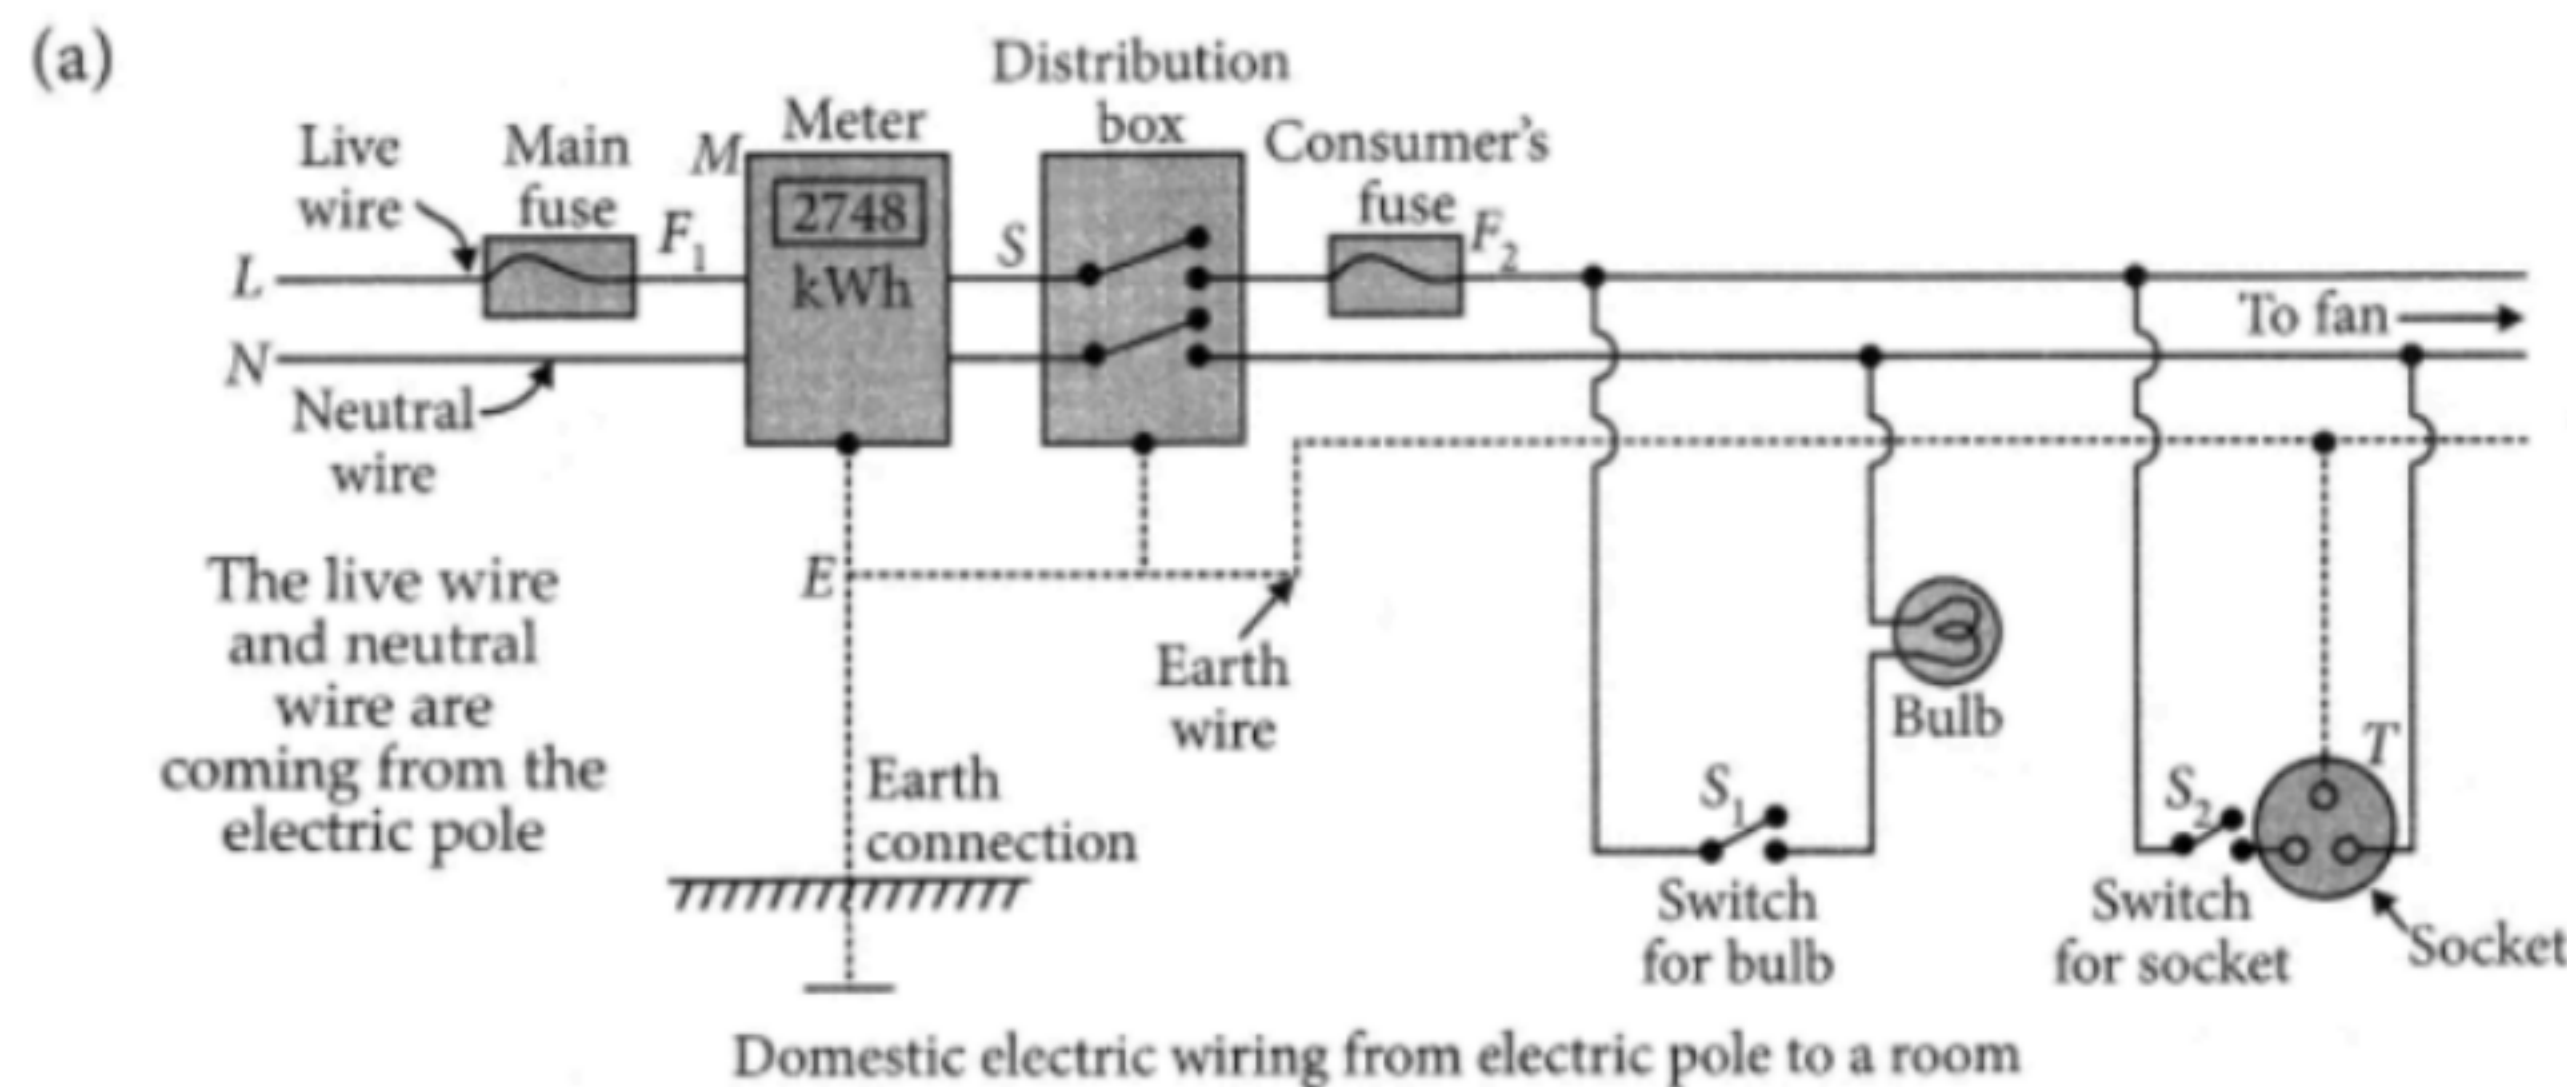 (a)
Distribution
box
Live
wire
Main
fuse
F1
M
Meter
2748
kWh
S
Consumer's
fuse
F2
L
N
To fan
Neutral
wire
E
Earth
wire
The live wire
and neutral
wire are
coming from the
electric pole
Earth
connection
Bulb
S1
Switch
for bulb
S2
T
Switch
for socket
Socket
Domestic electric wiring from electric pole to a room